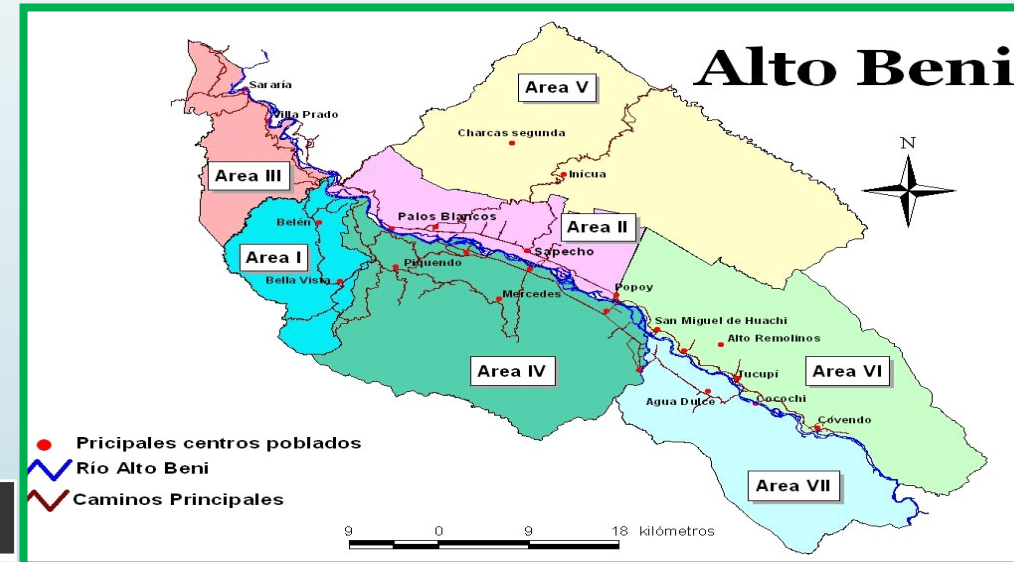 Alto Beni
Sararía
Area V
Villa Prado
Charcas segunda
N
Area III
Inicua
Palos Blancos
Belén
Area II
Sapecho
Area I
Piquendo
Bella Vista
Mercedes
Popoy
San Miguel de Huachi
Alto Remolinos
Area IV
Tucupí
Area VI
Agua Dulce
Cocochi
Covendo
Pricipales centros poblados
Río Alto Beni
Area VII
Caminos Principales
9 0 9 18 kilómetros